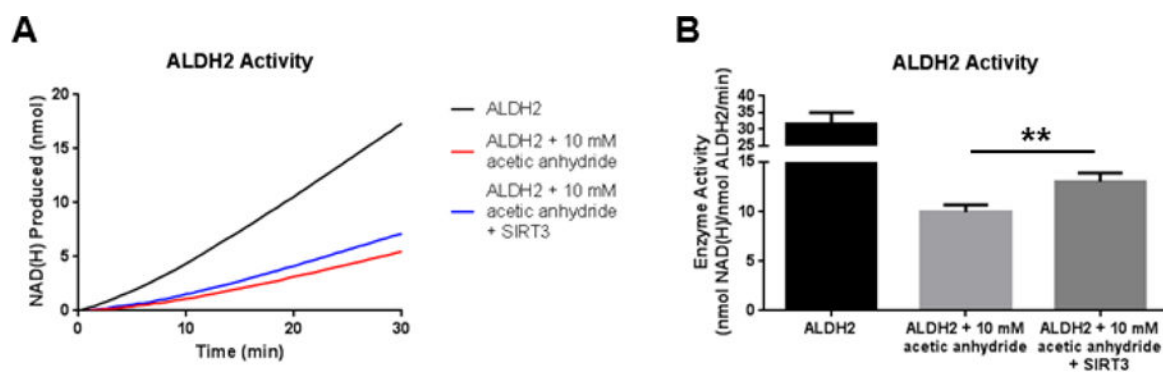 A
ALDH2 Activity
NAD(H) Produced (nmol)
20
15
10
5
0
0
10
20
30
Time (min)
ALDH2
ALDH2 + 10 mM
acetic anhydride
ALDH2 + 10 mM
acetic anhydride
+ SIRT3
B
ALDH2 Activity
Enzyme Activity
(nmol NAD(H)/nmol ALDH2/min)
40
35
30
25
15
10
5
0
**
ALDH2
ALDH2 + 10 mM
acetic anhydride
ALDH2 + 10 mM
acetic anhydride
+ SIRT3